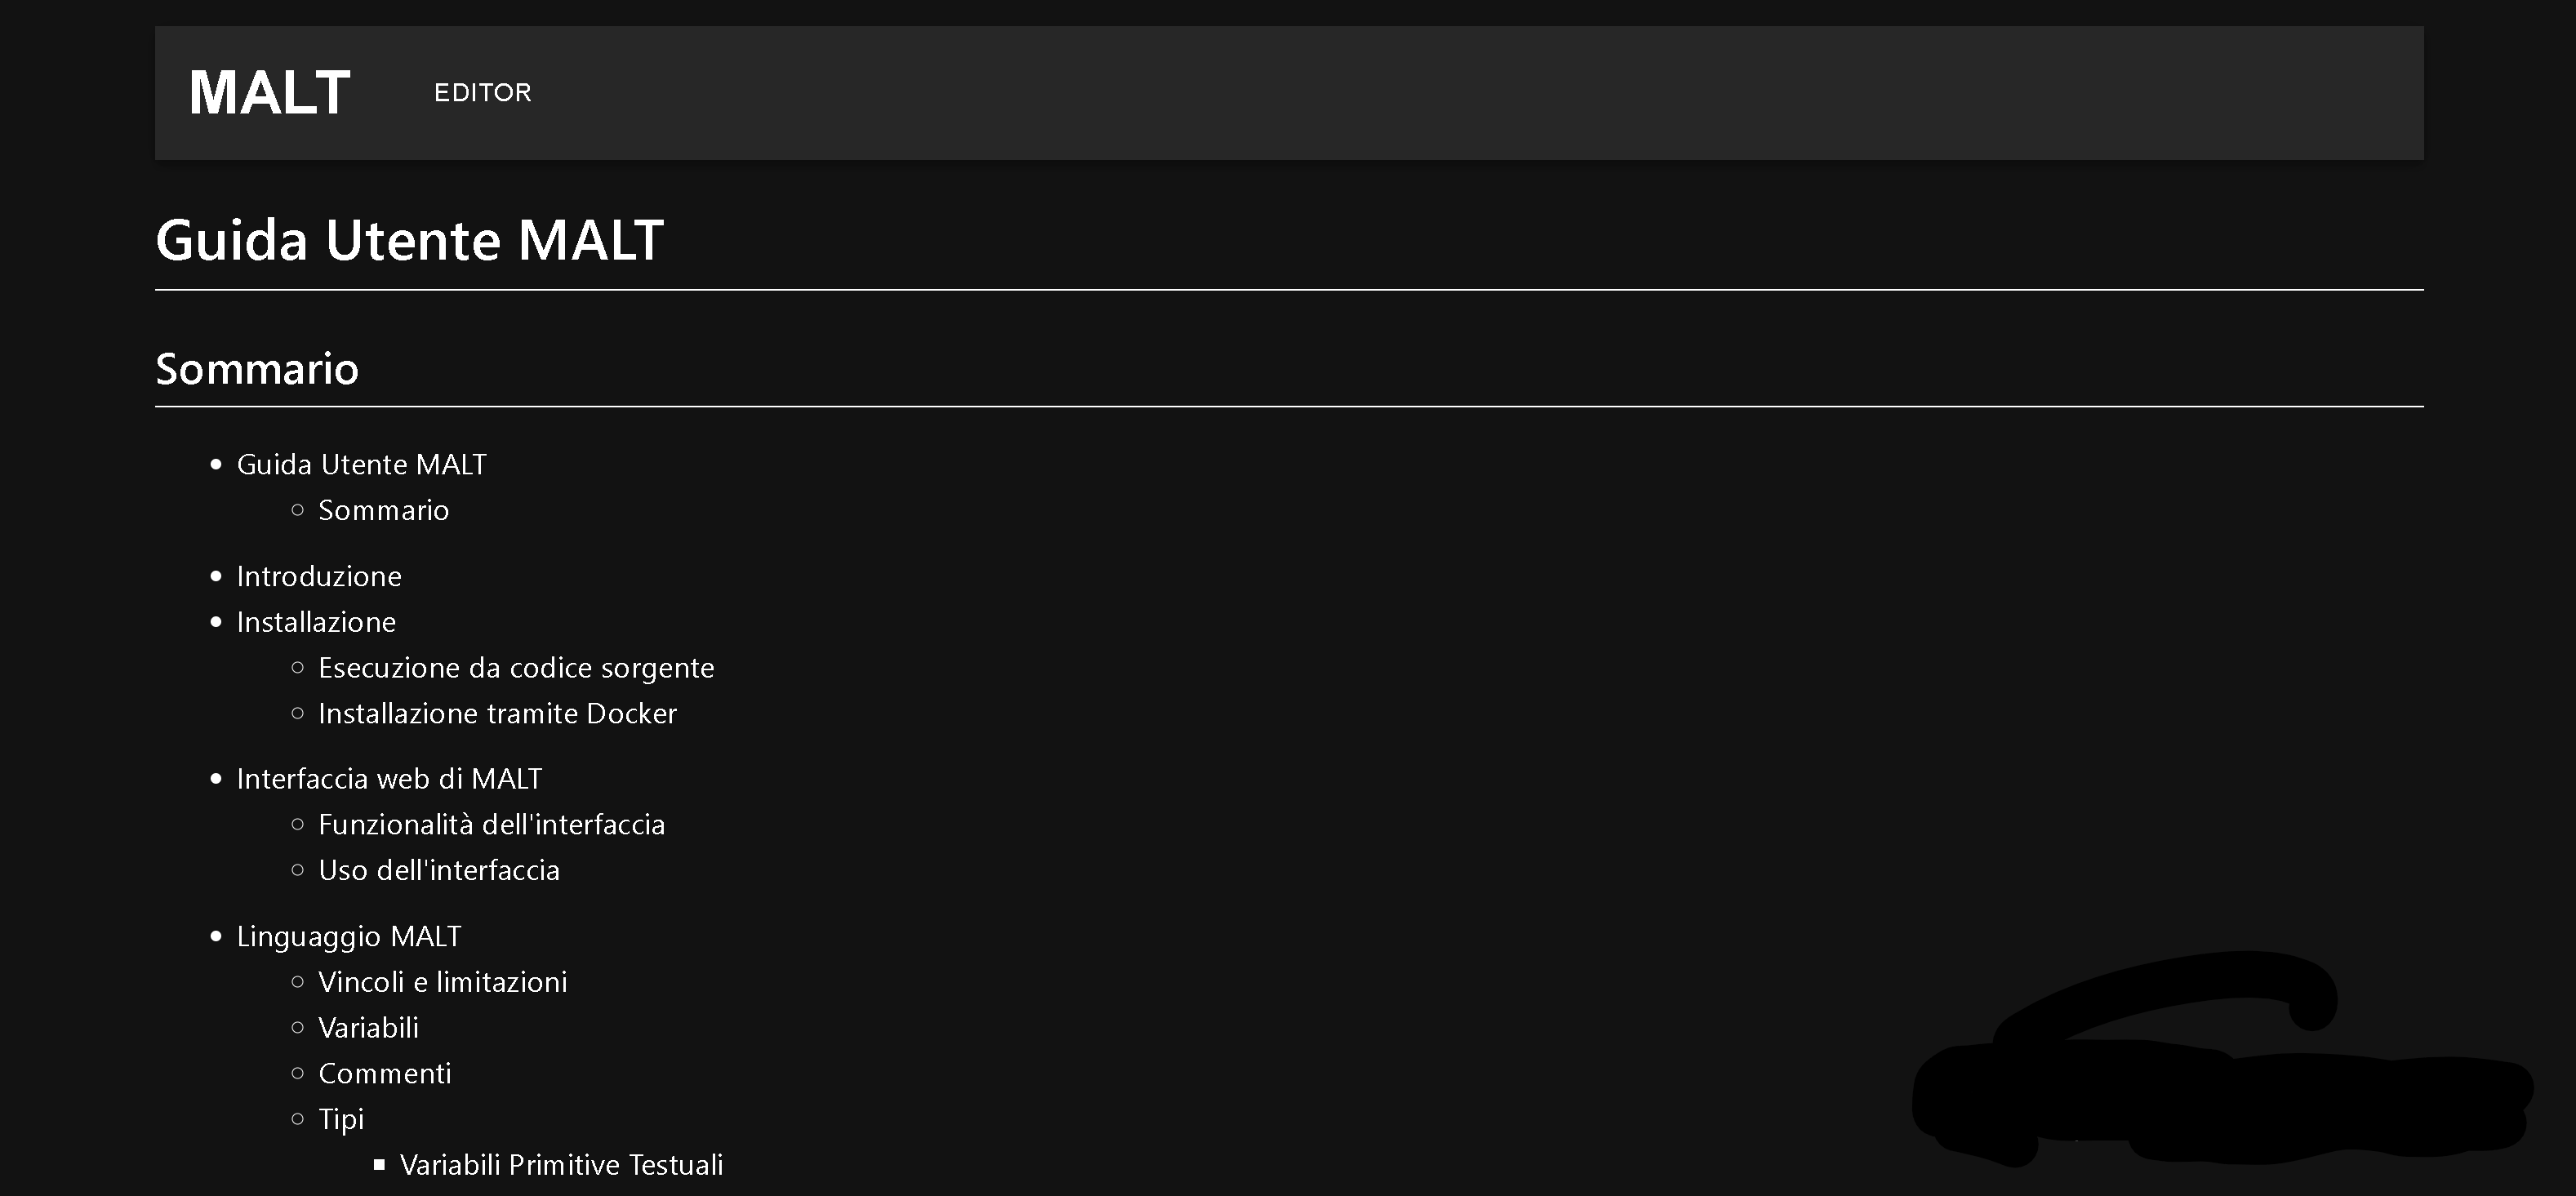 MALT EDITOR
Guida Utente MALT
Sommario
Guida Utente MALT
Sommario
Introduzione
Installazione
Esecuzione da codice sorgente
Installazione tramite Docker
Interfaccia web di MALT
Funzionalità dell'interfaccia
Uso dell'interfaccia
Linguaggio MALT
Vincoli e limitazioni
Variabili
Commenti
Tipi
Variabili Primitive Testuali